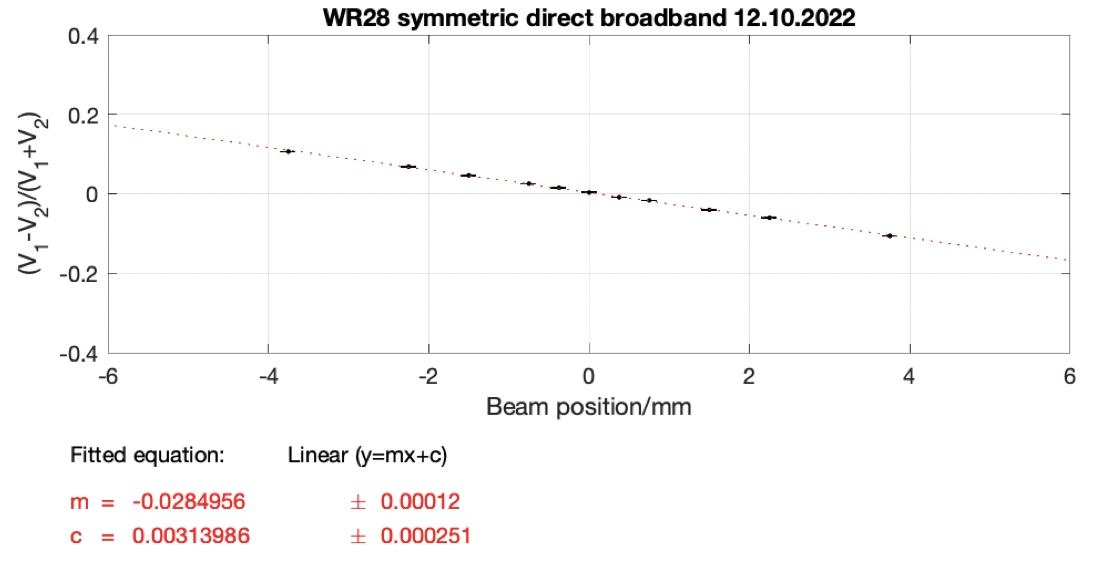 WR28 symmetric direct broadband 12.10.2022
0.4
0.2
0
-0.2
-0.4
(V1-V2)/(V1+V2)
-6 -4 -2 0 2 4 6
Beam position/mm
Fitted equation: Linear (y=mx+c)
m = -0.0284956 ± 0.00012
c = 0.00313986 ± 0.000251